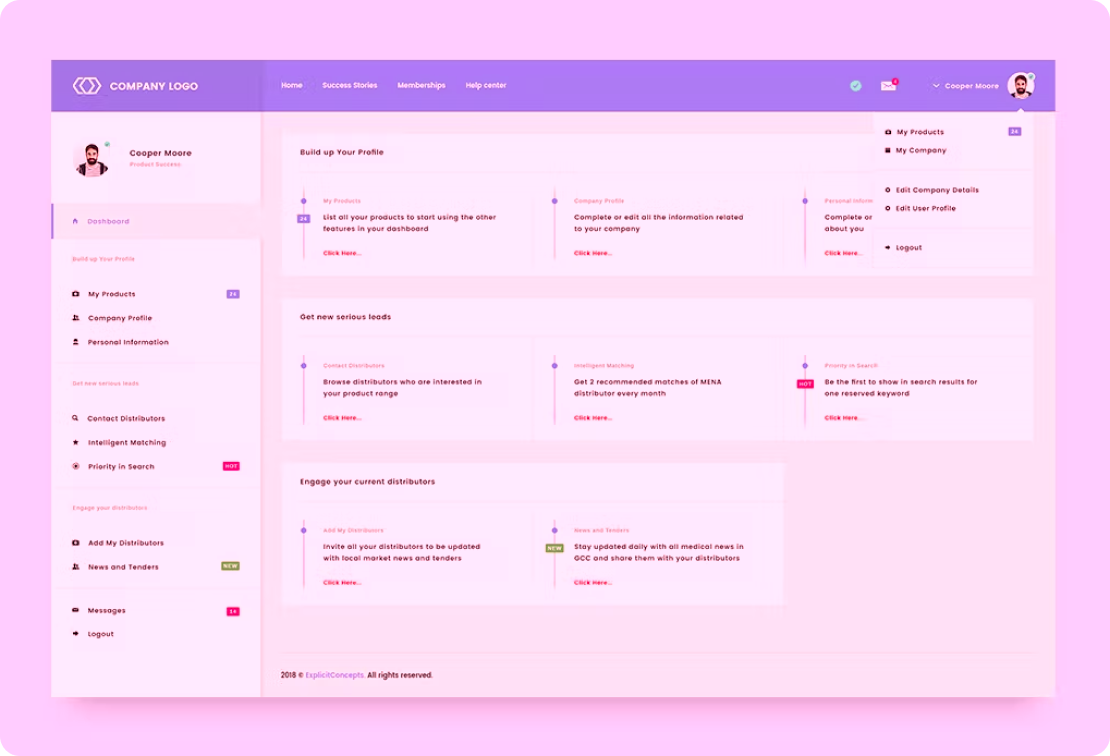 COMPANY LOGO
Home
Success Stories
Memberships
Help center
Cooper Moore
Cooper Moore
Product Success
Dashboard
Build up Your Profile
My Products
24
Company Profile
Personal Information
Get new serious leads
Contact Distributors
Intelligent Matching
Priority in Search
HOT
Engage your distributors
Add My Distributors
News and Tenders
NEW
Messages
14
Logout
My Products
24
My Company
Edit Company Details
Edit User Profile
Logout
Build up Your Profile
My Products
24
List all your products to start using the other
features in your dashboard
Click Here...
Company Profile
Complete or edit all the information related
to your company
Click Here...
Personal Inform
Complete or
about you
Click Here...
Get new serious leads
Contact Distributors
Browse distributors who are interested in
your product range
Click Here...
Intelligent Matching
Get 2 recommended matches of MENA
distributor every month
Click Here...
Priority in Search
HOT
Be the first to show in search results for
one reserved keyword
Click Here...
Engage your current distributors
Add My Distributors
Invite all your distributors to be updated
with local market news and tenders
Click Here...
News and Tenders
NEW
Stay updated daily with all medical news in
GCC and share them with your distributors
Click Here...
2018 © ExplicitConcepts. All rights reserved.